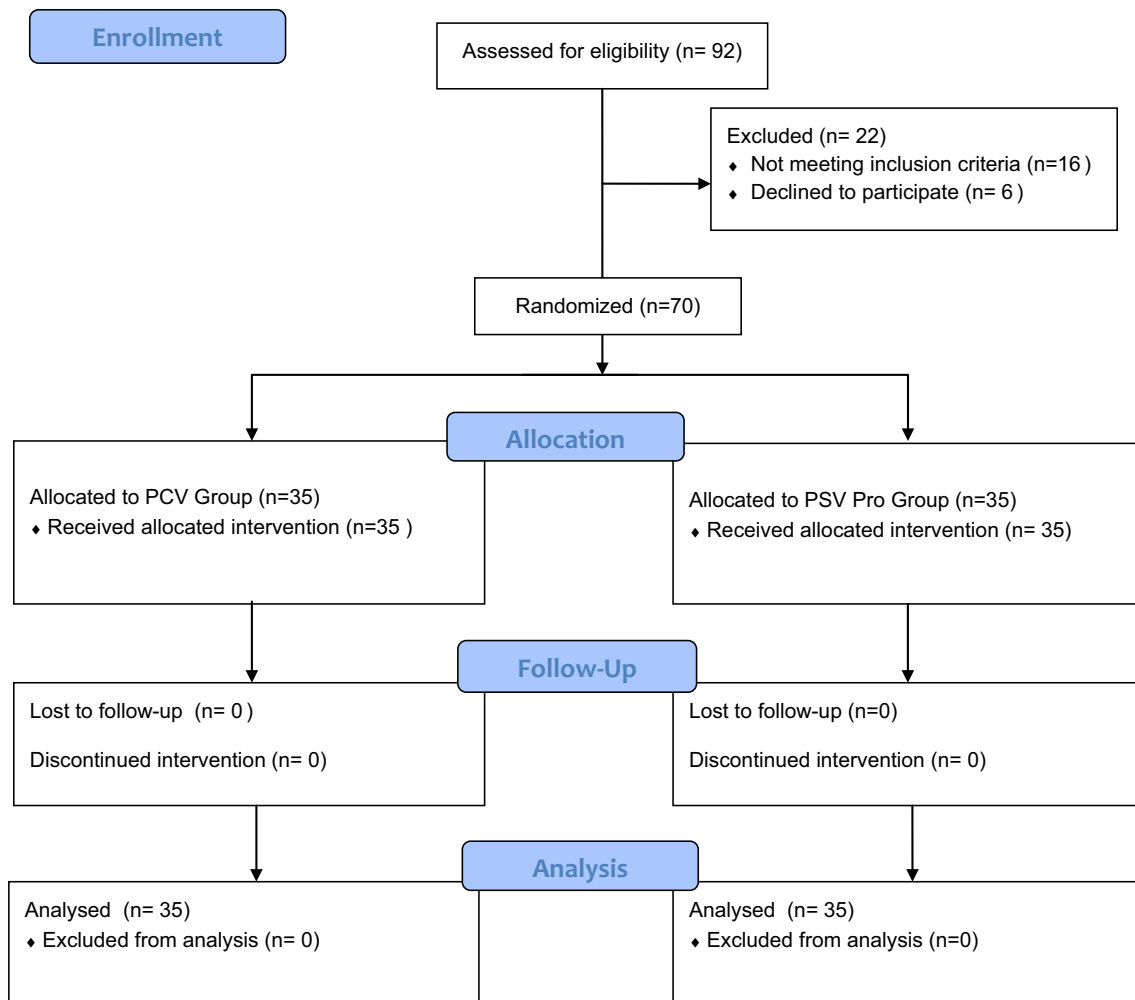 Enrollment
Assessed for eligibility (n= 92)
Excluded (n= 22)
♦ Not meeting inclusion criteria (n=16 )
♦ Declined to participate (n= 6 )
Randomized (n=70)
Allocation
Allocated to PCV Group (n=35)
♦ Received allocated intervention (n=35 )
Allocated to PSV Pro Group (n=35)
♦ Received allocated intervention (n= 35)
Follow-Up
Lost to follow-up (n= 0 )
Discontinued intervention (n= 0)
Lost to follow-up (n=0)
Discontinued intervention (n= 0)
Analysis
Analysed (n= 35)
♦ Excluded from analysis (n= 0)
Analysed (n= 35)
♦ Excluded from analysis (n=0)